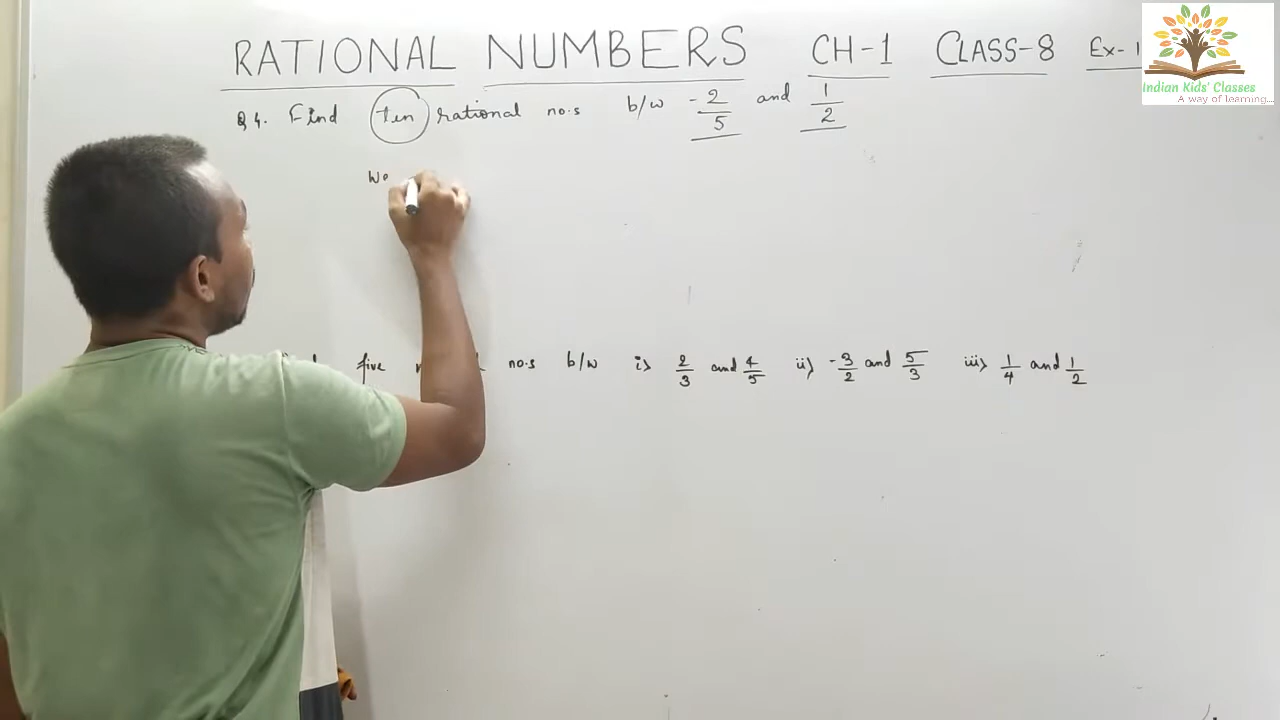 RATIONAL NUMBERS CH-1 CLASS-8 Ex-1
Indian Kids' Classes
A way of learning...
Q4. Find ten rational no.s b/w -2/5 and 1/2
We
five no.s b/w i> 2/3 and 4/5 ii) -3/2 and 5/3 iii> 1/4 and 1/2